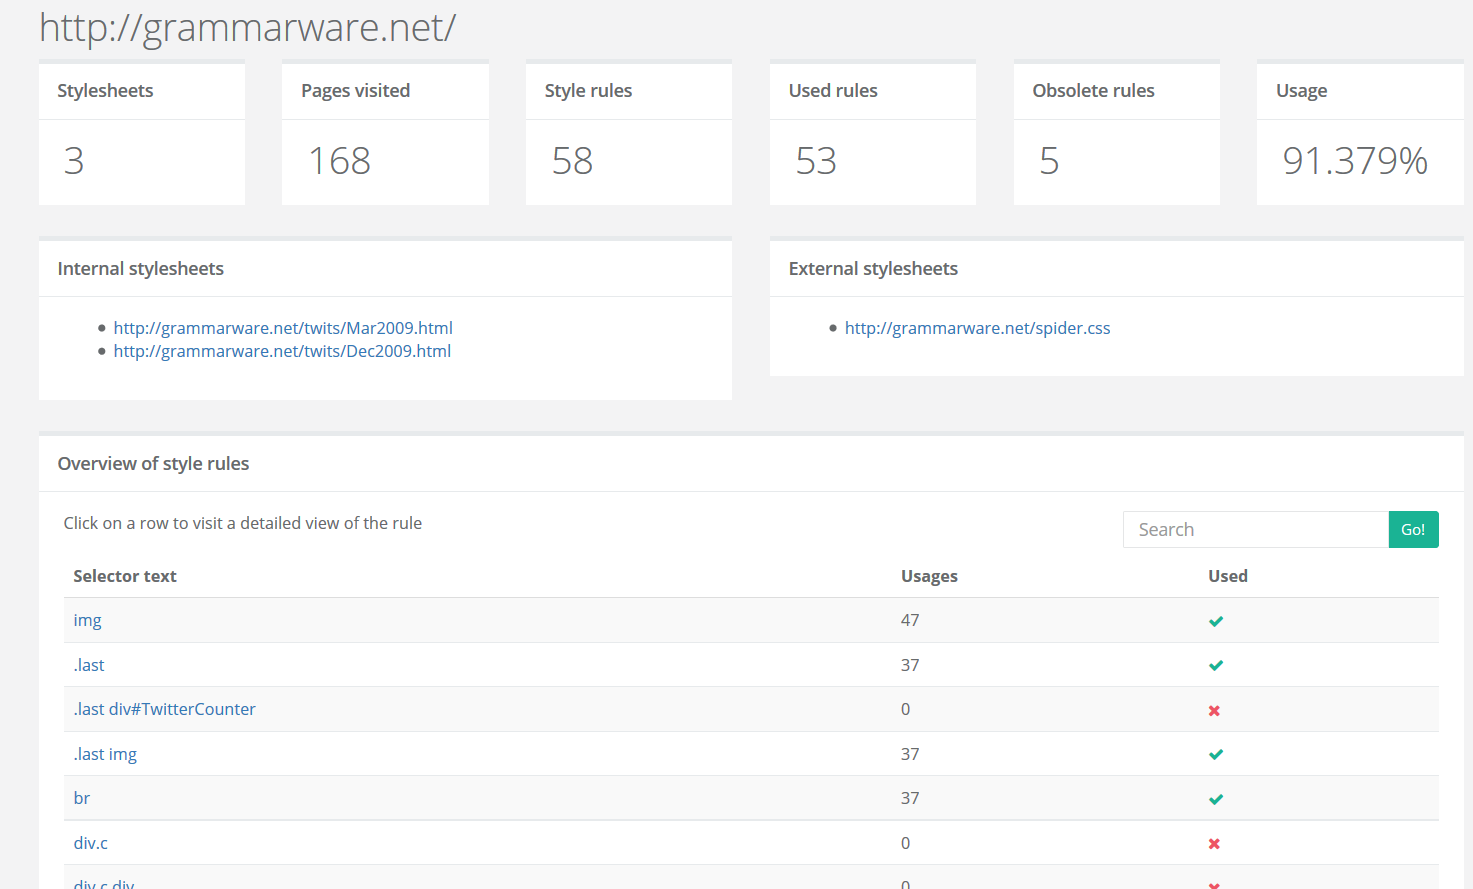 http://grammarware.net/
Stylesheets Pages visited Style rules Used rules Obsolete rules Usage
3 168 58 53 5 91.379%
Internal stylesheets
http://grammarware.net/twits/Mar2009.html
http://grammarware.net/twits/Dec2009.html
External stylesheets
http://grammarware.net/spider.css
Overview of style rules
Click on a row to visit a detailed view of the rule
Search Go!
Selector text Usages Used
img 47
.last 37
.last div#TwitterCounter 0
.last img 37
br 37
div.c 0
div.c div 0